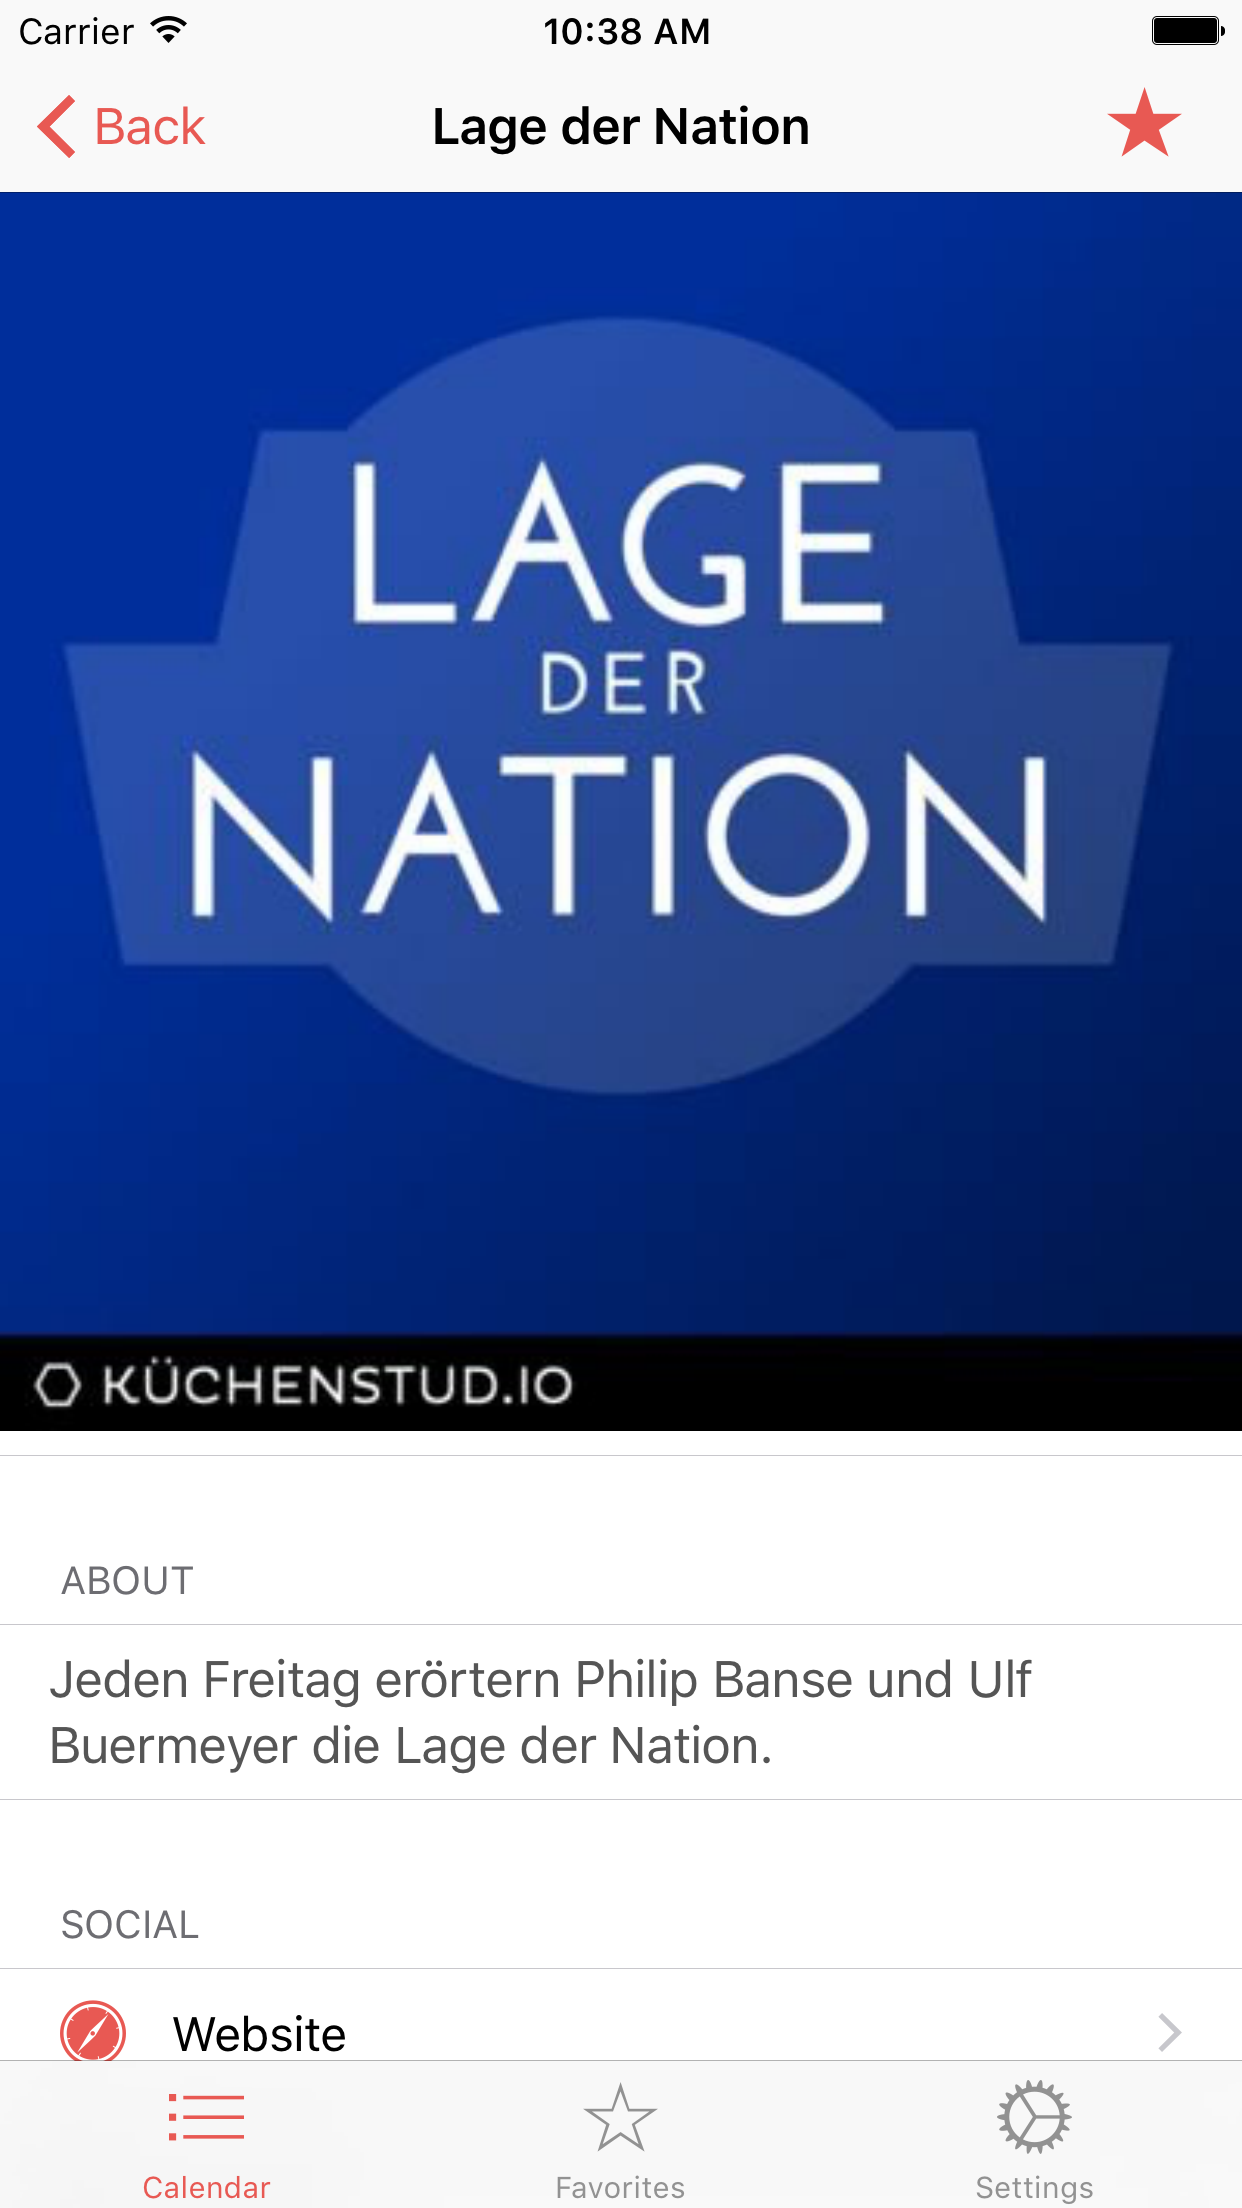 Carrier 10:38 AM
Back Lage der Nation
LAGE
DER
NATION
KÜCHENSTUD.IO
ABOUT
Jeden Freitag erörtern Philip Banse und Ulf
Buermeyer die Lage der Nation.
SOCIAL
Website
Calendar Favorites Settings